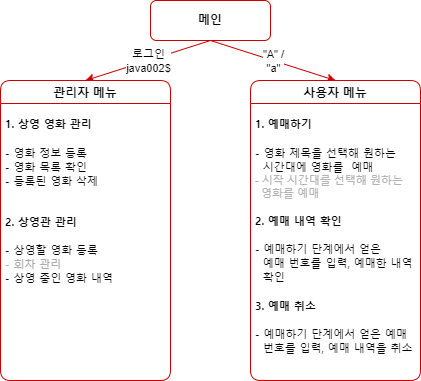 메인
로그인
java002$
"A" /
"a"
관리자 메뉴
1. 상영 영화 관리
- 영화 정보 등록
- 영화 목록 확인
- 등록된 영화 삭제
2. 상영관 관리
- 상영할 영화 등록
- 회차 관리
- 상영 중인 영화 내역
사용자 메뉴
1. 예매하기
- 영화 제목을 선택해 원하는
시간대에 영화를 예매
- 시작 시간대를 선택해 원하는
영화를 예매
2. 예매 내역 확인
- 예매하기 단계에서 얻은
예매 번호를 입력, 예매한 내역
확인
3. 예매 취소
- 예매하기 단계에서 얻은 예매
번호를 입력, 예매 내역을 취소